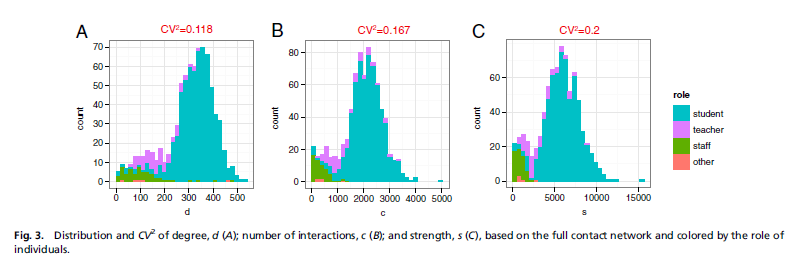 A
CV²=0.118
B
CV²=0.167
C
CV²=0.2
70
60
50
40
30
20
10
0
count
0 100 200 300 400 500
d
80
60
40
20
0
count
0 1000 2000 3000 4000 5000
c
60
40
20
0
count
0 5000 10000 15000
s
role
student
teacher
staff
other
Fig. 3. Distribution and CV² of degree, d (A); number of interactions, c (B); and strength, s (C), based on the full contact network and colored by the role of
individuals.